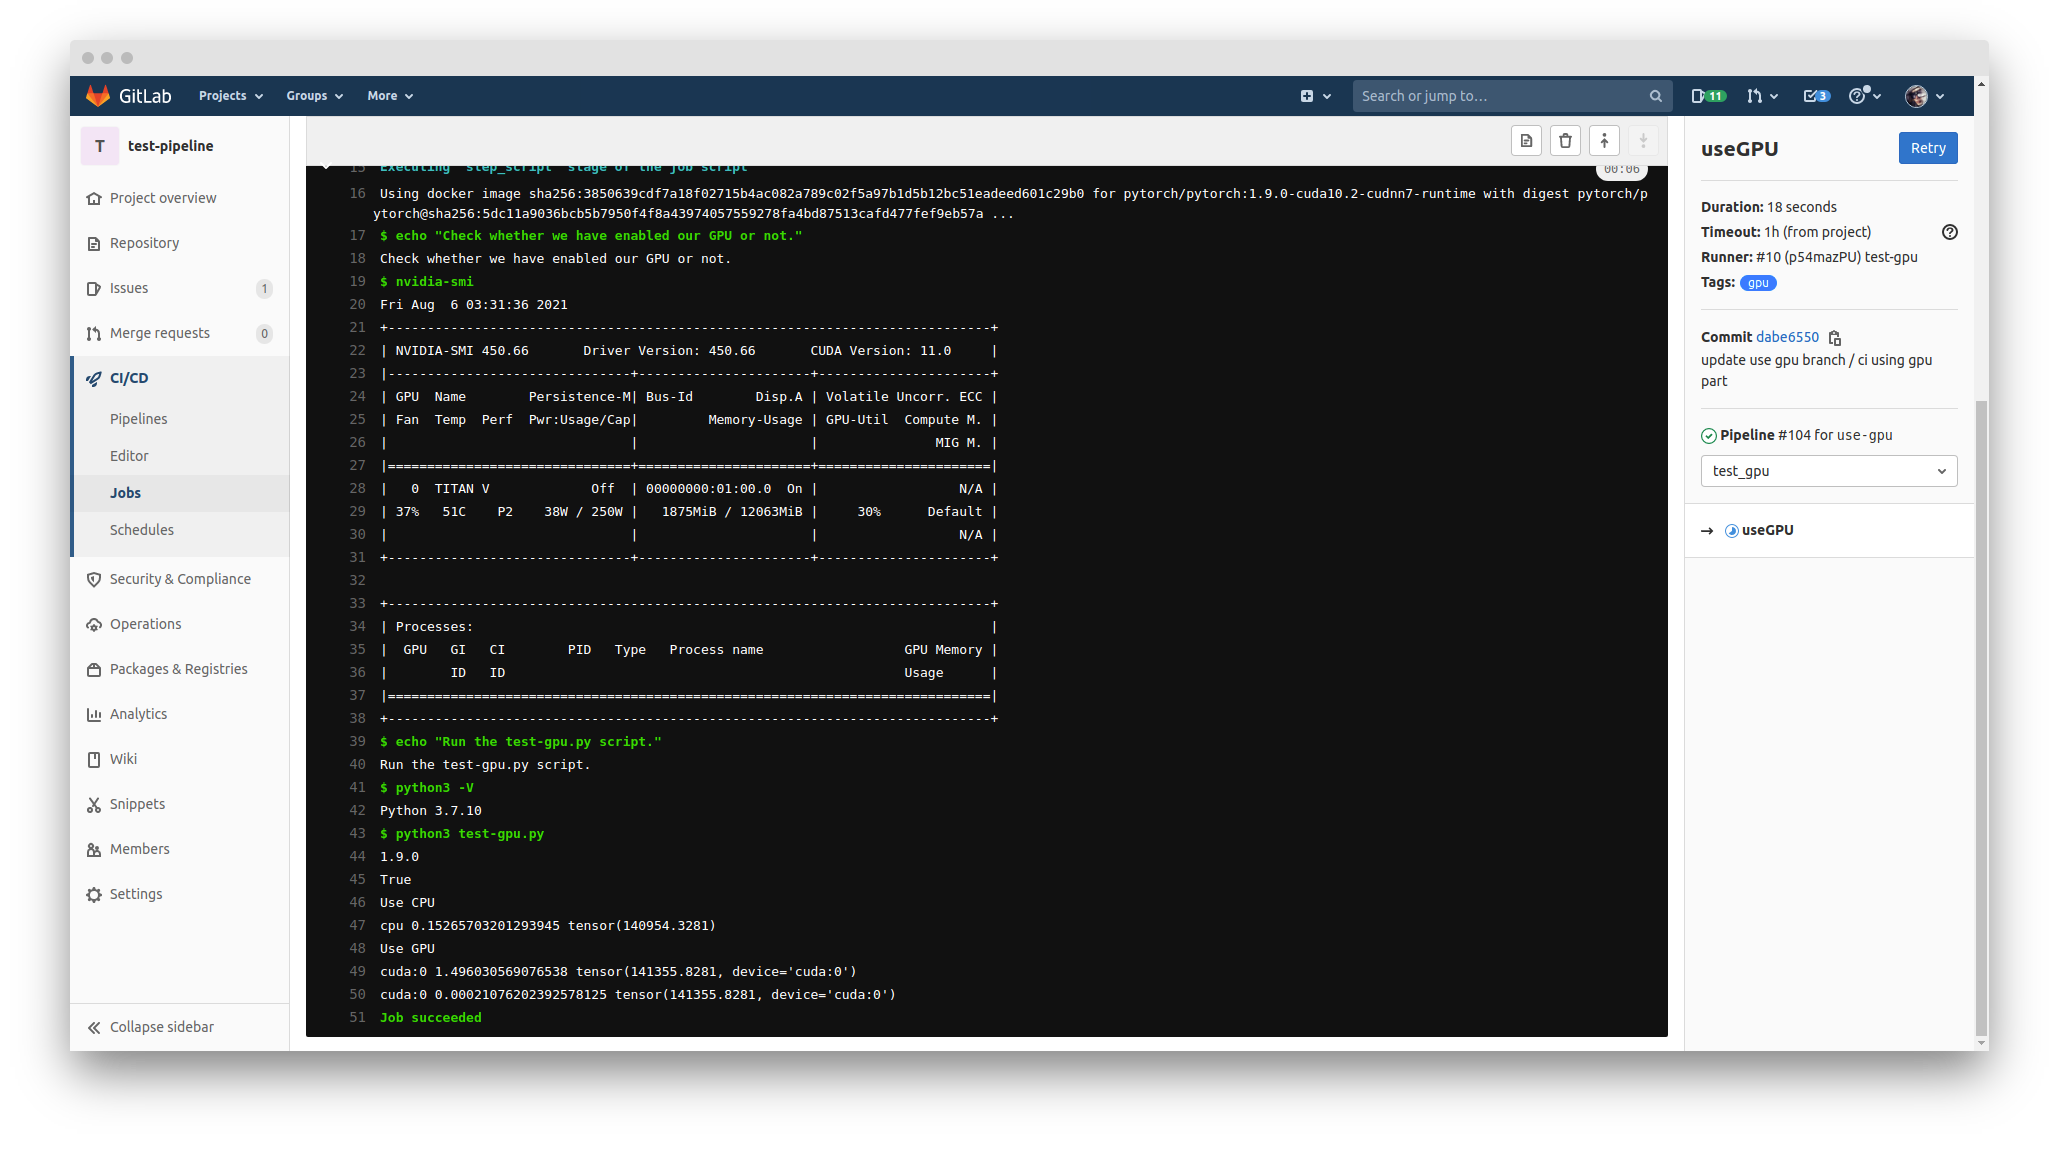 GitLab Projects Groups More Search or jump to... 11 3
T test-pipeline
Project overview
Repository
Issues 1
Merge requests 0
CI/CD
Pipelines
Editor
Jobs
Schedules
Security & Compliance
Operations
Packages & Registries
Analytics
Wiki
Snippets
Members
Settings
Collapse sidebar
15 Executing "step_script" stage of the job script 00:06
16 Using docker image sha256:3850639cdf7a18f02715b4ac082a789c02f5a97b1d5b12bc51eadeed601c29b0 for pytorch/pytorch:1.9.0-cuda10.2-cudnn7-runtime with digest pytorch/p
ytorch@sha256:5dc11a9036bcb5b7950f4f8a43974057559278fa4bd87513cafd477fef9eb57a ...
17 $ echo "Check whether we have enabled our GPU or not."
18 Check whether we have enabled our GPU or not.
19 $ nvidia-smi
20 Fri Aug  6 03:31:36 2021
21 +-----------------------------------------------------------------------------+
22 | NVIDIA-SMI 450.66       Driver Version: 450.66       CUDA Version: 11.0     |
23 |-------------------------------+----------------------+----------------------+
24 | GPU  Name        Persistence-M| Bus-Id        Disp.A | Volatile Uncorr. ECC |
25 | Fan  Temp  Perf  Pwr:Usage/Cap|         Memory-Usage | GPU-Util  Compute M. |
26 |                               |                      |               MIG M. |
27 |===============================+======================+======================|
28 |   0  TITAN V             Off  | 00000000:01:00.0  On |                  N/A |
29 | 37%   51C    P2    38W / 250W |   1875MiB / 12063MiB |     30%      Default |
30 |                               |                      |                  N/A |
31 +-------------------------------+----------------------+----------------------+
32
33 +-----------------------------------------------------------------------------+
34 | Processes:                                                                  |
35 |  GPU   GI   CI        PID   Type   Process name                  GPU Memory |
36 |        ID   ID                                                   Usage      |
37 |=============================================================================|
38 +-----------------------------------------------------------------------------+
39 $ echo "Run the test-gpu.py script."
40 Run the test-gpu.py script.
41 $ python3 -V
42 Python 3.7.10
43 $ python3 test-gpu.py
44 1.9.0
45 True
46 Use CPU
47 cpu 0.15265703201293945 tensor(140954.3281)
48 Use GPU
49 cuda:0 1.496030569076538 tensor(141355.8281, device='cuda:0')
50 cuda:0 0.00021076202392578125 tensor(141355.8281, device='cuda:0')
51 Job succeeded
useGPU Retry
Duration: 18 seconds
Timeout: 1h (from project)
Runner: #10 (p54mazPU) test-gpu
Tags: gpu
Commit dabe6550
update use gpu branch / ci using gpu
part
Pipeline #104 for use-gpu
test_gpu
→ useGPU